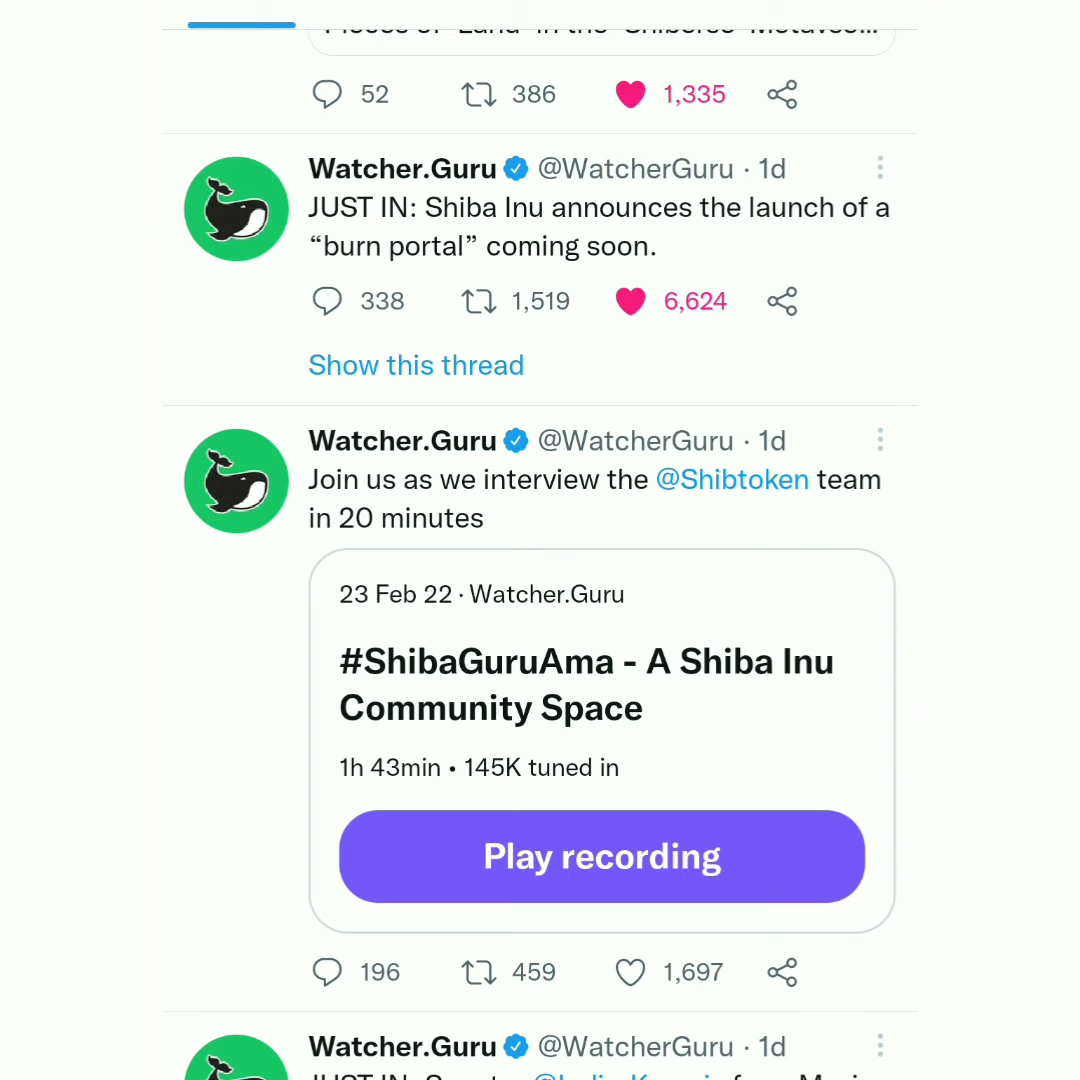 52 386 1,335
Watcher.Guru @WatcherGuru · 1d
JUST IN: Shiba Inu announces the launch of a
“burn portal” coming soon.
338 1,519 6,624
Show this thread
Watcher.Guru @WatcherGuru · 1d
Join us as we interview the @Shibtoken team
in 20 minutes
23 Feb 22 · Watcher.Guru
#ShibaGuruAma - A Shiba Inu
Community Space
1h 43min • 145K tuned in
Play recording
196 459 1,697
Watcher.Guru @WatcherGuru · 1d